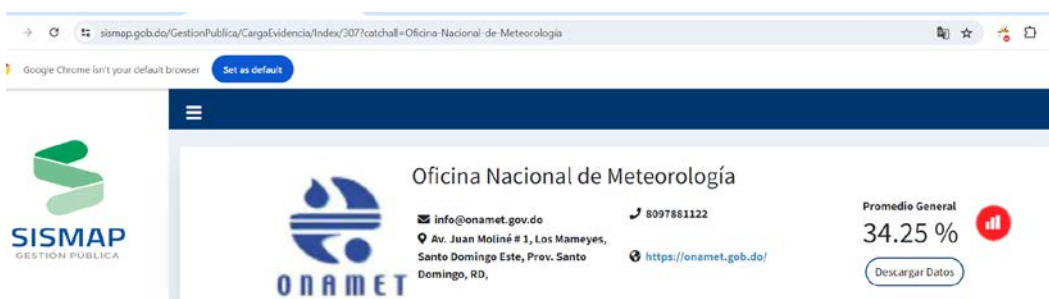 sismap.gob.do/GestionPublica/CargaEvidencia/Index/307?catchall=Oficina-Nacional-de-Meteorologia
Google Chrome isn't your default browser
Set as default
SISMAP
GESTIÓN PÚBLICA
ONAMET
Oficina Nacional de Meteorología
info@onamet.gov.do
8097881122
Av. Juan Moliné # 1, Los Mameyes,
Santo Domingo Este, Prov. Santo
Domingo, RD,
https://onamet.gob.do/
Promedio General
34.25 %
Descargar Datos